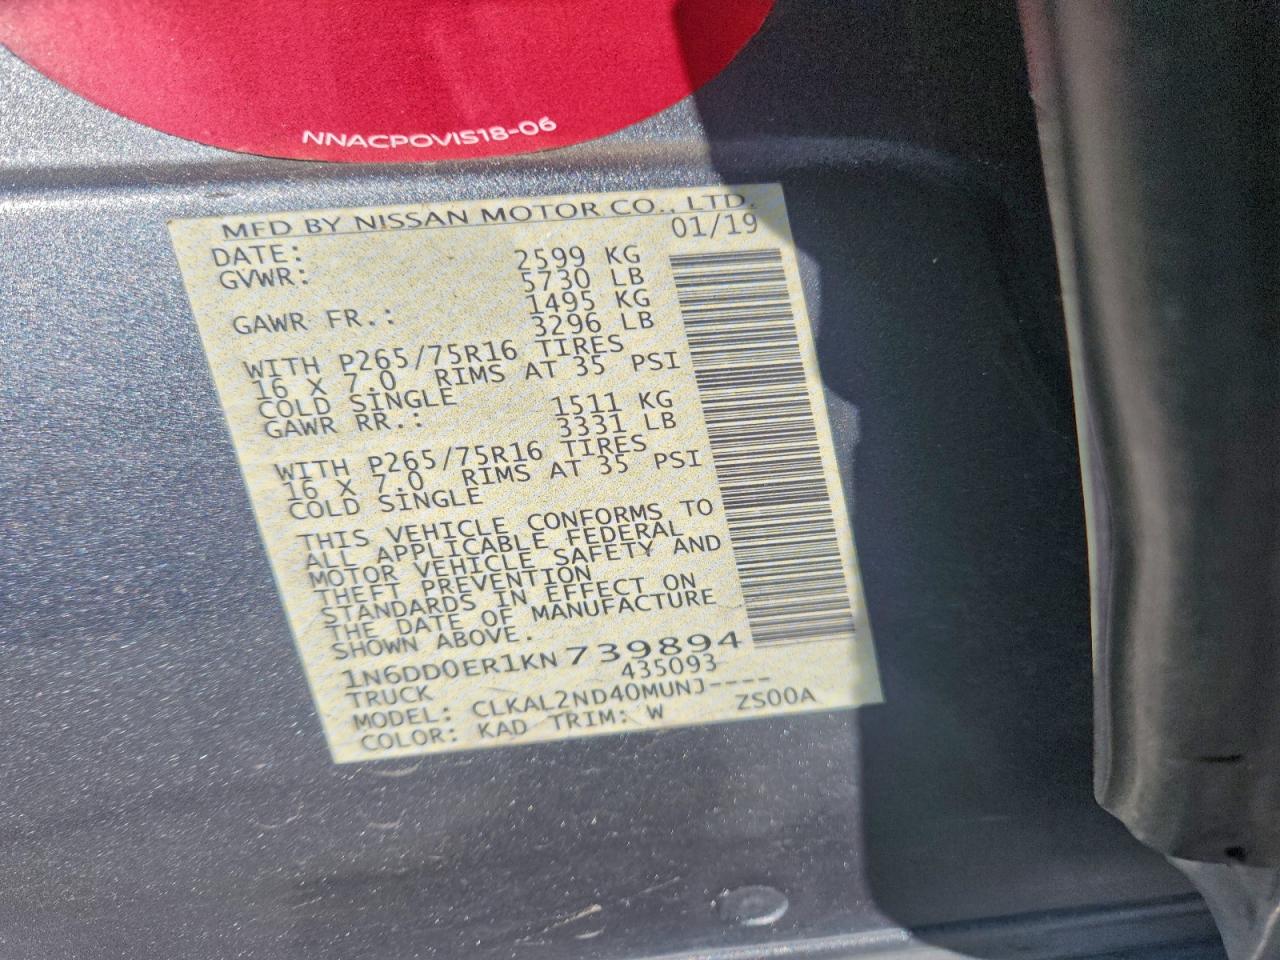 NNACPOVIS18-06
MFD BY NISSAN MOTOR CO., LTD.
DATE: 01/19
GVWR: 2599 KG
5730 LB
GAWR FR.: 1495 KG
3296 LB
WITH P265/75R16 TIRES
16 X 7.0 RIMS AT 35 PSI
COLD SINGLE
GAWR RR.: 1511 KG
3331 LB
WITH P265/75R16 TIRES
16 X 7.0 RIMS AT 35 PSI
COLD SINGLE
THIS VEHICLE CONFORMS TO
ALL APPLICABLE FEDERAL
MOTOR VEHICLE SAFETY AND
THEFT PREVENTION
STANDARDS IN EFFECT ON
THE DATE OF MANUFACTURE
SHOWN ABOVE.
1N6DD0ER1KN739894
TRUCK 435093
MODEL: CLKAL2ND40MUNJ----
COLOR: KAD TRIM: W ZS00A